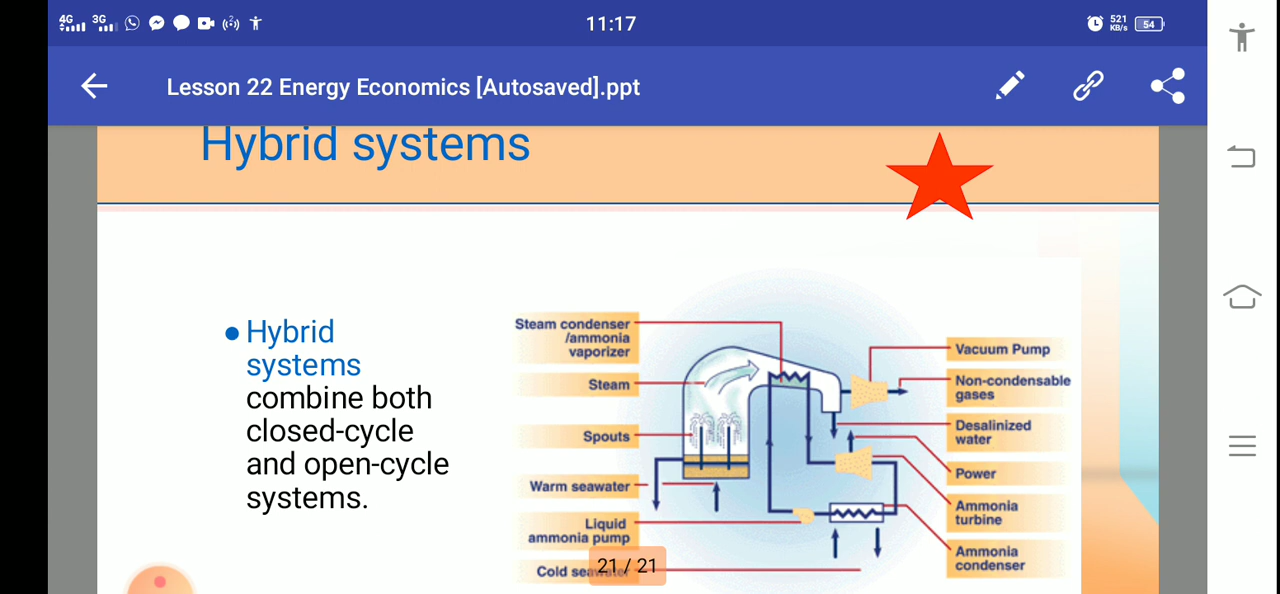 4G 3G 2 11:17 521 KB/s 54
Lesson 22 Energy Economics [Autosaved].ppt
Hybrid systems
Hybrid
systems
combine both
closed-cycle
and open-cycle
systems.
Steam condenser
/ammonia
vaporizer
Steam
Spouts
Warm seawater
Liquid
ammonia pump
Cold seawater
Vacuum Pump
Non-condensable
gases
Desalinized
water
Power
Ammonia
turbine
Ammonia
condenser
21 / 21